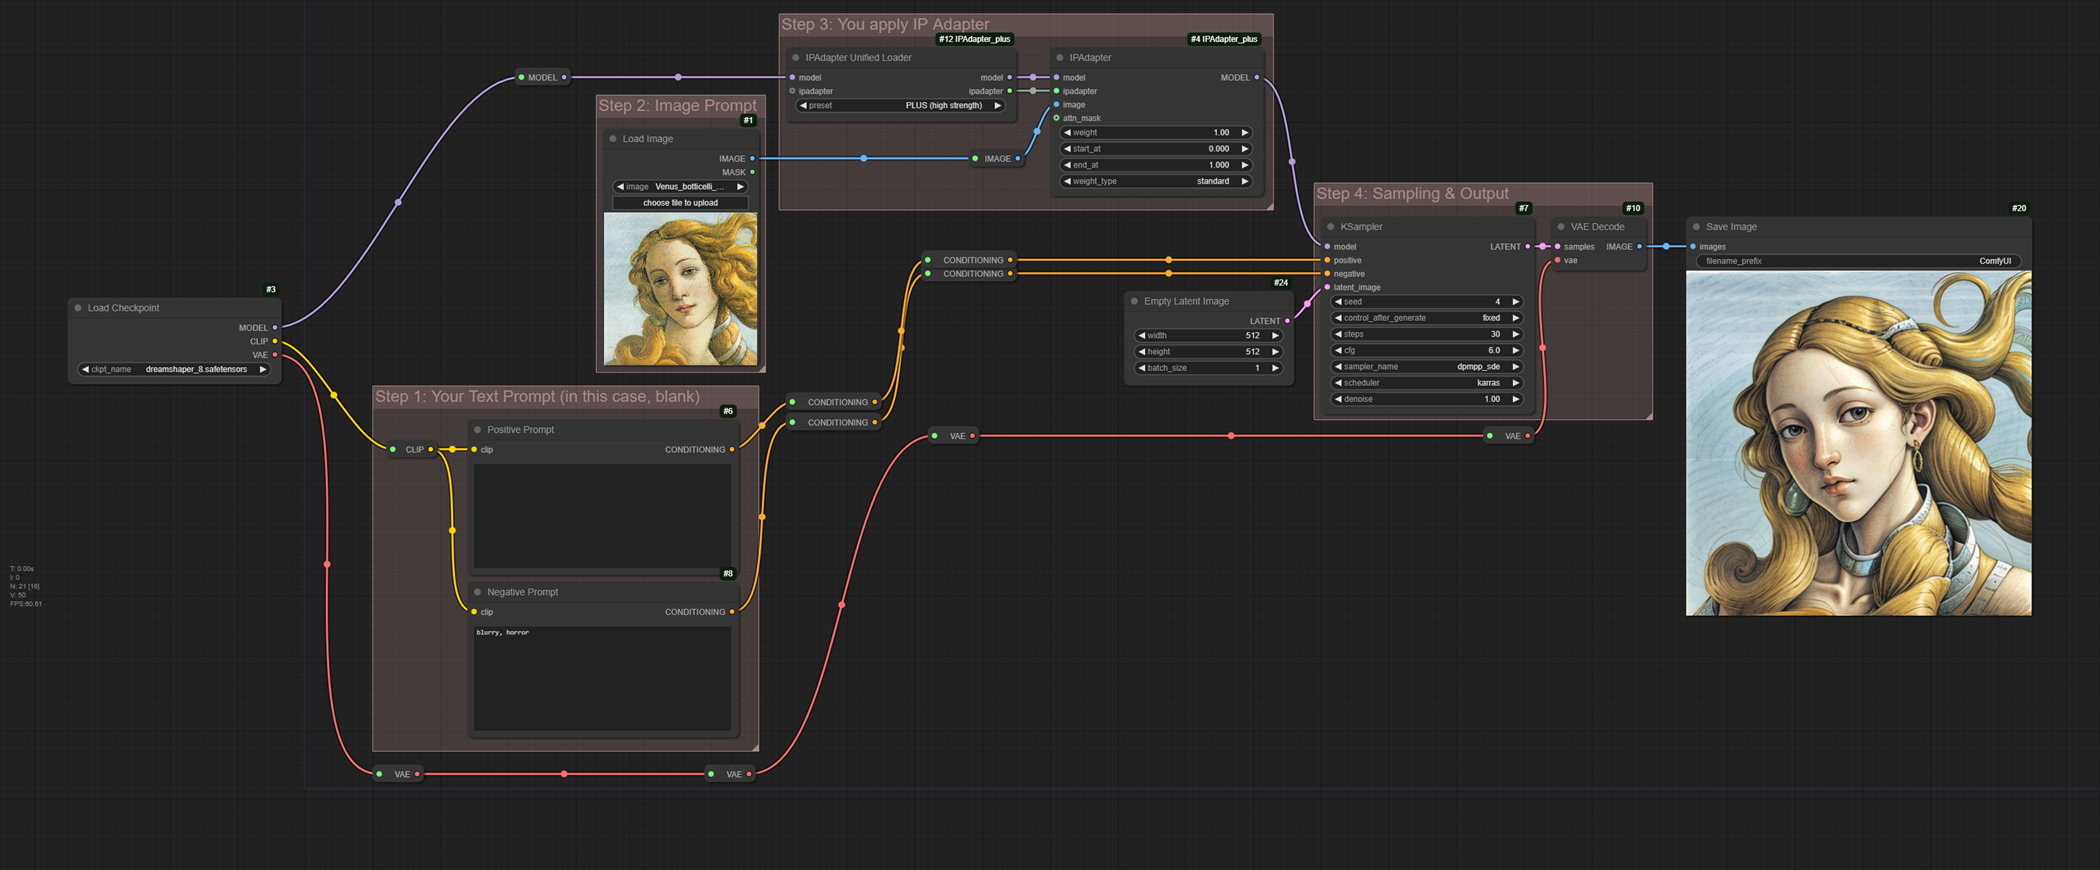 Step 3: You apply IP Adapter
#12 IPAdapter_plus
#4 IPAdapter_plus
IPAdapter Unified Loader
model
model
ipadapter
ipadapter
preset PLUS (high strength)
IPAdapter
model
MODEL
ipadapter
image
attn_mask
weight 1.00
start_at 0.000
end_at 1.000
weight_type standard
MODEL
IMAGE
Step 2: Image Prompt
#1
Load Image
IMAGE
MASK
image Venus_botticelli_...
choose file to upload
Step 4: Sampling & Output
#7
#10
KSampler
model
LATENT
positive
negative
latent_image
seed 4
control_after_generate fixed
steps 30
cfg 6.0
sampler_name dpmpp_sde
scheduler karras
denoise 1.00
VAE Decode
samples
IMAGE
vae
#20
Save Image
images
filename_prefix ComfyUI
CONDITIONING
CONDITIONING
#24
Empty Latent Image
LATENT
width 512
height 512
batch_size 1
#3
Load Checkpoint
MODEL
CLIP
VAE
ckpt_name dreamshaper_8.safetensors
Step 1: Your Text Prompt (in this case, blank)
#6
CLIP
Positive Prompt
clip
CONDITIONING
#8
Negative Prompt
clip
CONDITIONING
blurry, horror
CONDITIONING
CONDITIONING
VAE
VAE
VAE
VAE
T: 0.00s
I: 0
N: 21 [16]
V: 50
FPS:60.61